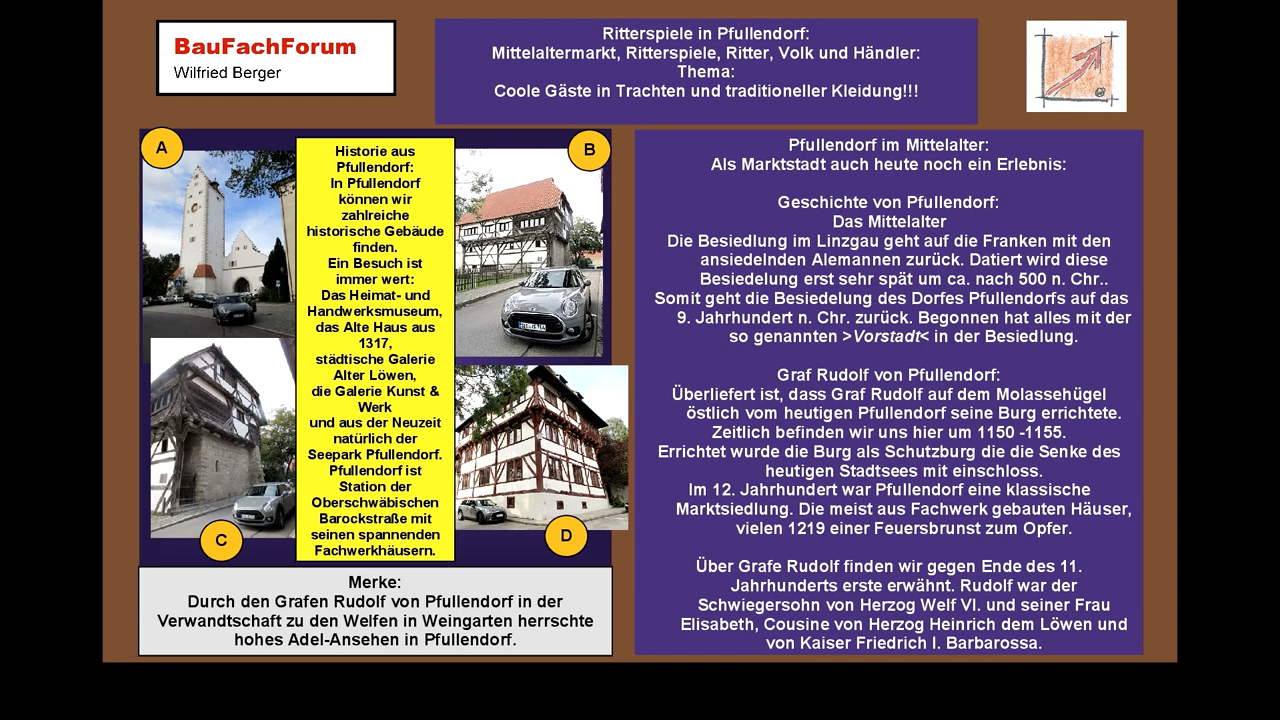 BauFachForum
Wilfried Berger
Ritterspiele in Pfullendorf:
Mittelaltermarkt, Ritterspiele, Ritter, Volk und Händler:
Thema:
Coole Gäste in Trachten und traditioneller Kleidung!!!
A
B
C
D
Historie aus
Pfullendorf:
In Pfullendorf
können wir
zahlreiche
historische Gebäude
finden.
Ein Besuch ist
immer wert:
Das Heimat- und
Handwerksmuseum,
das Alte Haus aus
1317,
städtische Galerie
Alter Löwen,
die Galerie Kunst &
Werk
und aus der Neuzeit
natürlich der
Seepark Pfullendorf.
Pfullendorf ist
Station der
Oberschwäbischen
Barockstraße mit
seinen spannenden
Fachwerkhäusern.
Merke:
Durch den Grafen Rudolf von Pfullendorf in der
Verwandtschaft zu den Welfen in Weingarten herrschte
hohes Adel-Ansehen in Pfullendorf.
Pfullendorf im Mittelalter:
Als Marktstadt auch heute noch ein Erlebnis:
Geschichte von Pfullendorf:
Das Mittelalter
Die Besiedlung im Linzgau geht auf die Franken mit den
ansiedelnden Alemannen zurück. Datiert wird diese
Besiedelung erst sehr spät um ca. nach 500 n. Chr..
Somit geht die Besiedelung des Dorfes Pfullendorfs auf das
9. Jahrhundert n. Chr. zurück. Begonnen hat alles mit der
so genannten >Vorstadt< in der Besiedlung.
Graf Rudolf von Pfullendorf:
Überliefert ist, dass Graf Rudolf auf dem Molassehügel
östlich vom heutigen Pfullendorf seine Burg errichtete.
Zeitlich befinden wir uns hier um 1150 -1155.
Errichtet wurde die Burg als Schutzburg die die Senke des
heutigen Stadtsees mit einschloss.
Im 12. Jahrhundert war Pfullendorf eine klassische
Marktsiedlung. Die meist aus Fachwerk gebauten Häuser,
vielen 1219 einer Feuersbrunst zum Opfer.
Über Grafe Rudolf finden wir gegen Ende des 11.
Jahrhunderts erste erwähnt. Rudolf war der
Schwiegersohn von Herzog Welf VI. und seiner Frau
Elisabeth, Cousine von Herzog Heinrich dem Löwen und
von Kaiser Friedrich I. Barbarossa.